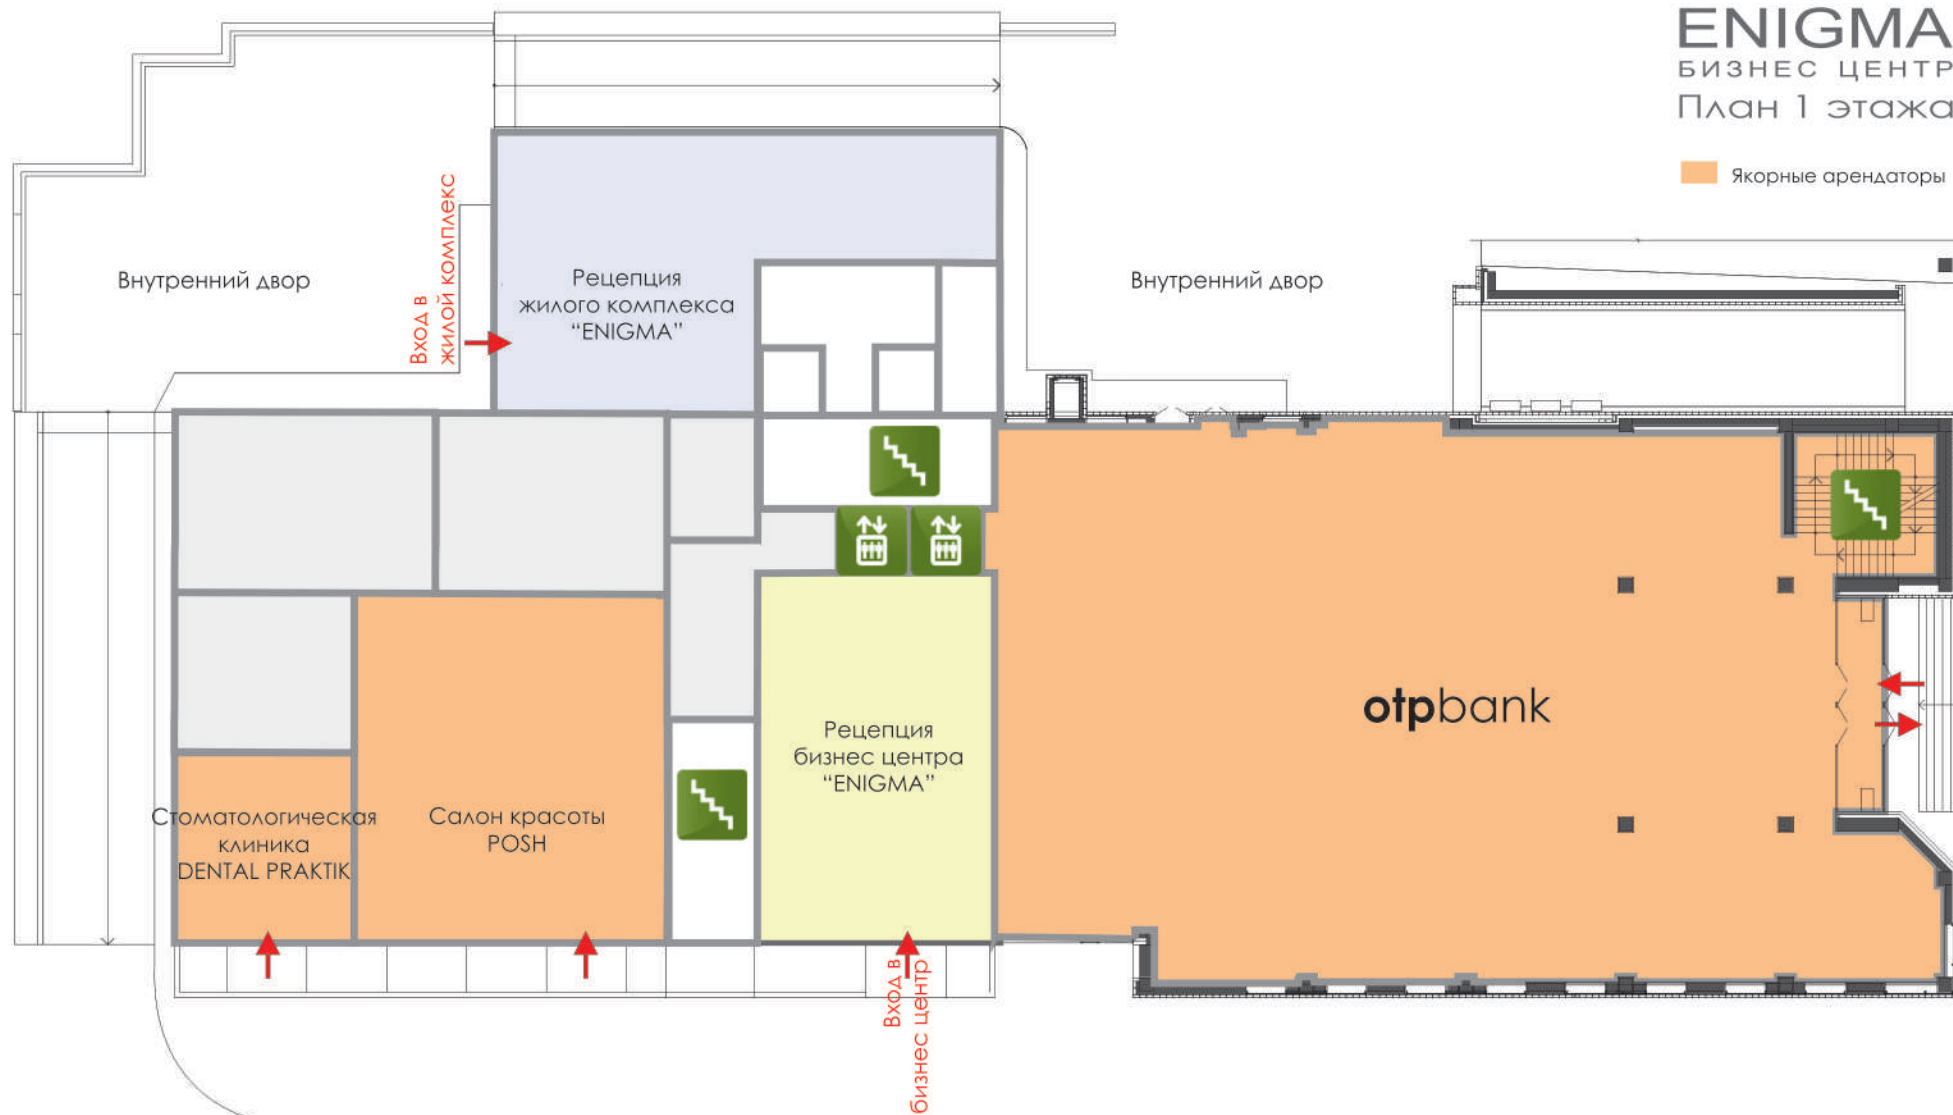 ENIGMA
БИЗНЕС ЦЕНТР
План 1 этажа
Якорные арендаторы
Внутренний двор
Вход в
жилой комплекс
Рецепция
жилого комплекса
“ENIGMA”
Внутренний двор
Стоматологическая
клиника
DENTAL PRAKTIK
Салон красоты
POSH
Рецепция
бизнес центра
“ENIGMA”
otpbank
Вход в
бизнес центр